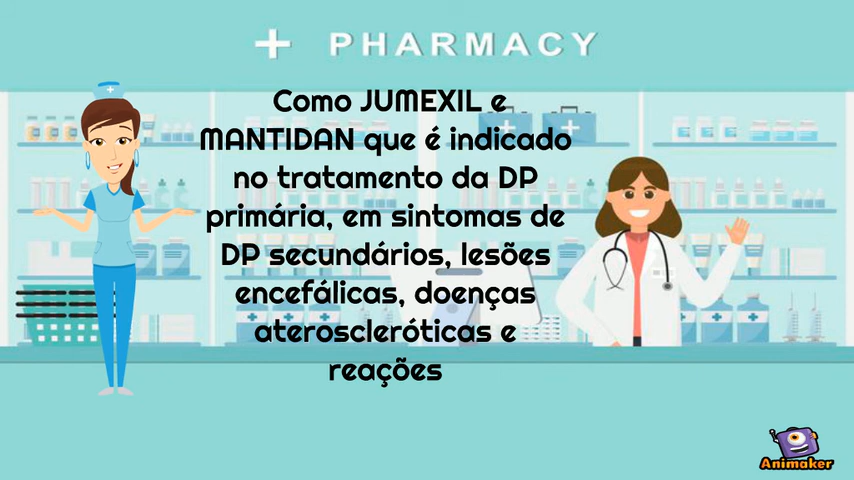 + PHARMACY
Como JUMEXIL e
MANTIDAN que é indicado
no tratamento da DP
primária, em sintomas de
DP secundários, lesões
encefálicas, doenças
ateroscleróticas e
reações
Animaker